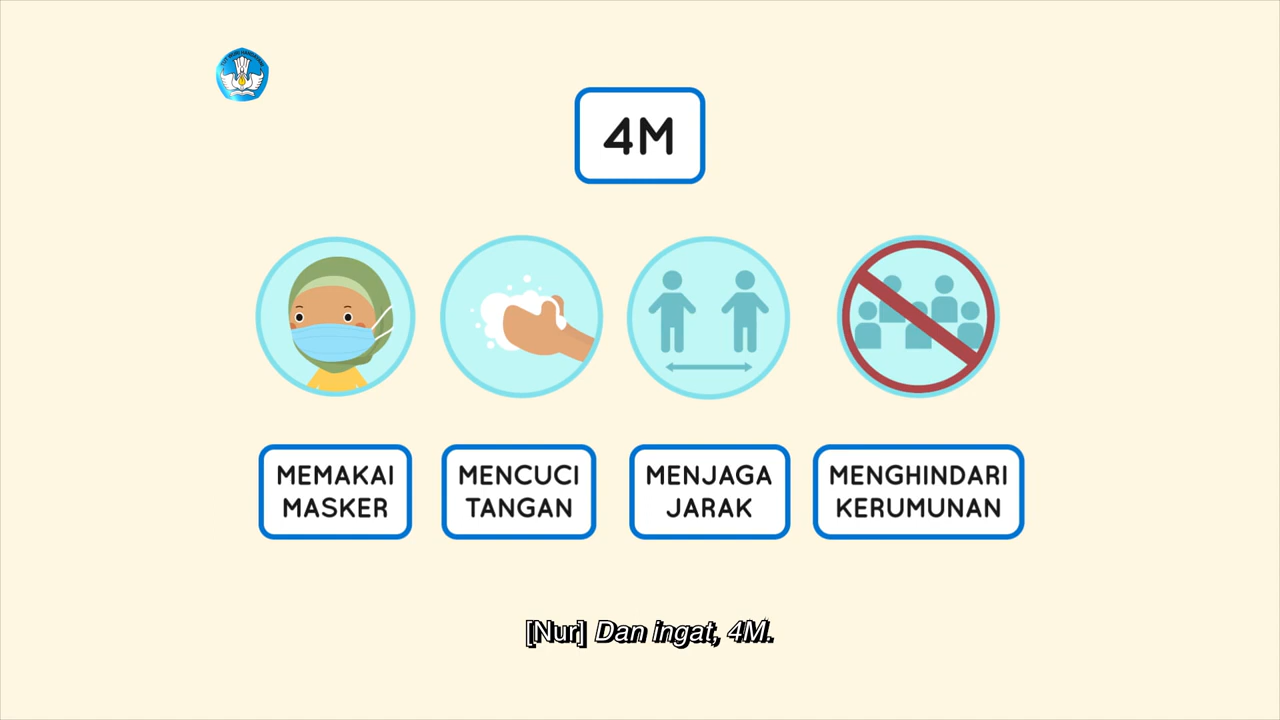 4M
MEMAKAI
MASKER
MENCUCI
TANGAN
MENJAGA
JARAK
MENGHINDARI
KERUMUNAN
[Nur] Dan ingat, 4M.